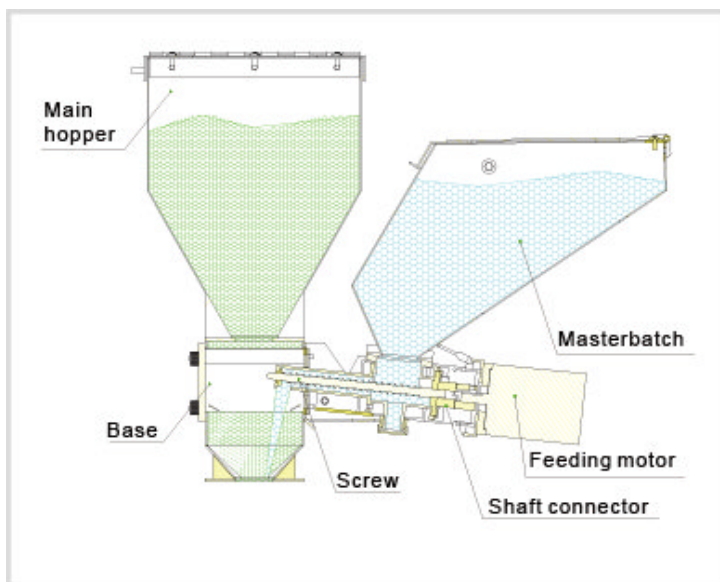 Main
hopper
Masterbatch
Base
Feeding motor
Screw
Shaft connector